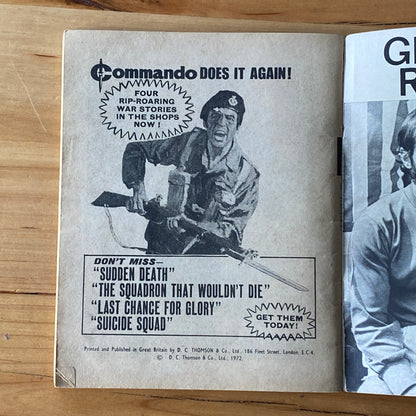 Commando DOES IT AGAIN!
FOUR
RIP-ROARING
WAR STORIES
IN THE SHOPS
NOW!
DON'T MISS—
"SUDDEN DEATH"
"THE SQUADRON THAT WOULDN'T DIE"
"LAST CHANCE FOR GLORY"
"SUICIDE SQUAD"
GET THEM
TODAY!
Printed and Published in Great Britain by D. C. THOMSON & Co., Ltd., 186 Fleet Street, London, E.C.4.
© D. C. Thomson & Co., Ltd., 1972.